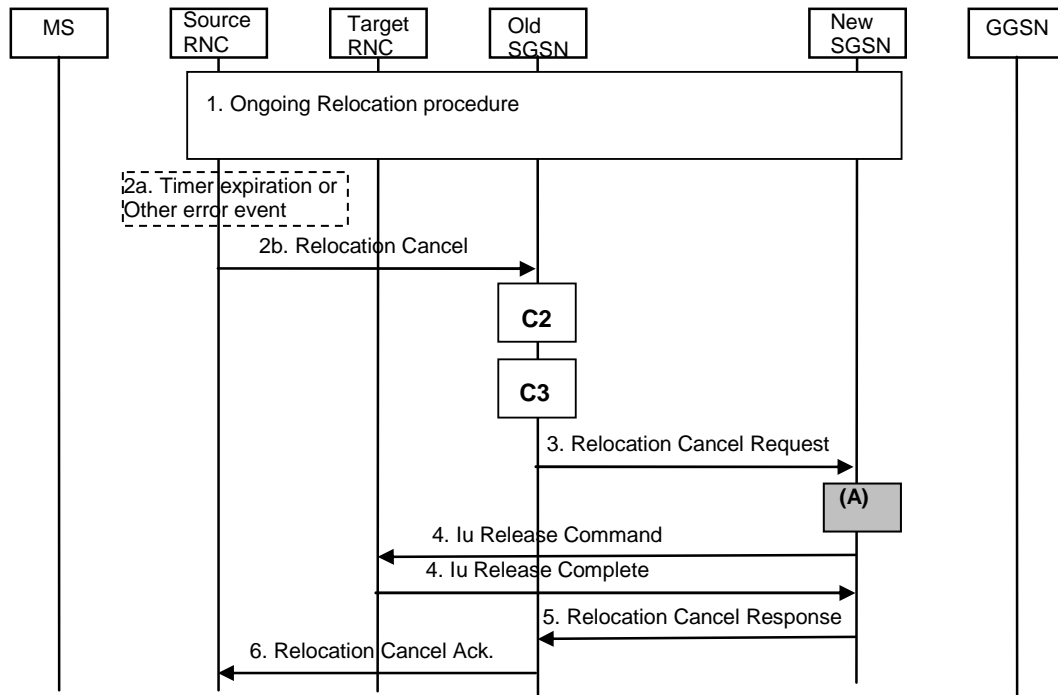 MS
Source
RNC
Target
RNC
Old
SGSN
New
SGSN
GGSN
1. Ongoing Relocation procedure
2a. Timer expiration or
Other error event
2b. Relocation Cancel
C2
C3
3. Relocation Cancel Request
(A)
4. Iu Release Command
4. Iu Release Complete
5. Relocation Cancel Response
6. Relocation Cancel Ack.